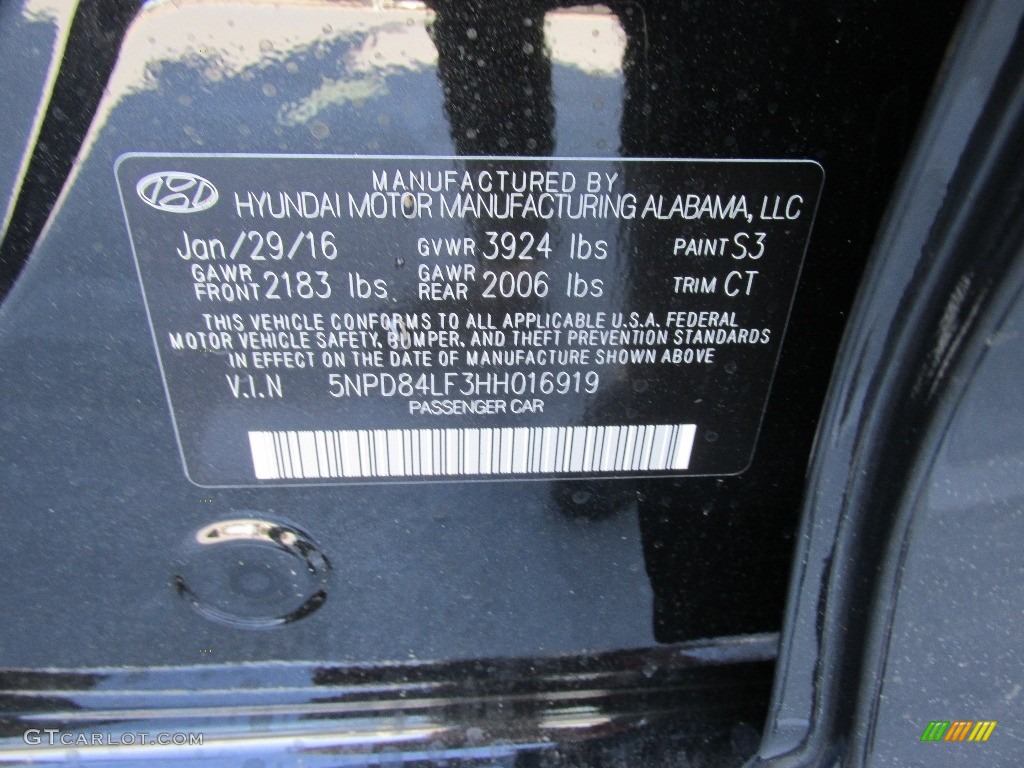 MANUFACTURED BY
HYUNDAI MOTOR MANUFACTURING ALABAMA, LLC
Jan/29/16 GVWR 3924 lbs PAINT S3
GAWR FRONT 2183 lbs GAWR REAR 2006 lbs TRIM CT
THIS VEHICLE CONFORMS TO ALL APPLICABLE U.S.A. FEDERAL
MOTOR VEHICLE SAFETY, BUMPER, AND THEFT PREVENTION STANDARDS
IN EFFECT ON THE DATE OF MANUFACTURE SHOWN ABOVE
V.I.N 5NPD84LF3HH016919
PASSENGER CAR
GTCARLOT.COM